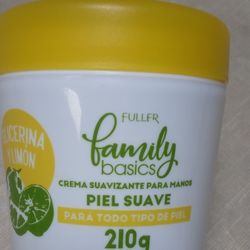 FULLER
family
basics
GLICERINA
Y LIMÓN
CREMA SUAVIZANTE PARA MANOS
PIEL SUAVE
PARA TODO TIPO DE PIEL
210g